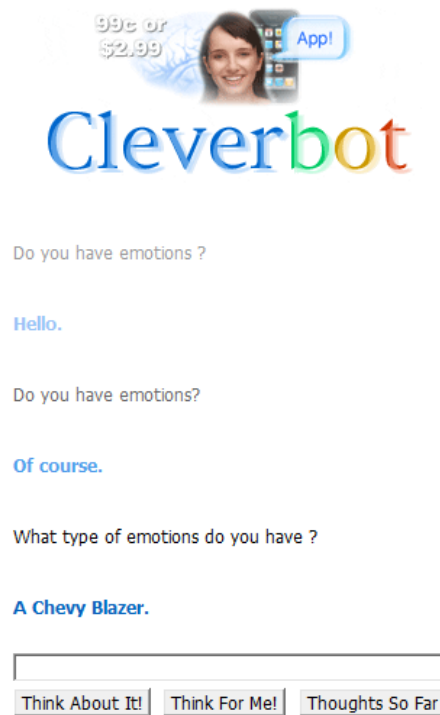 99c or
$2.99
App!
Cleverbot
Do you have emotions ?
Hello.
Do you have emotions?
Of course.
What type of emotions do you have ?
A Chevy Blazer.
Think About It! Think For Me! Thoughts So Far